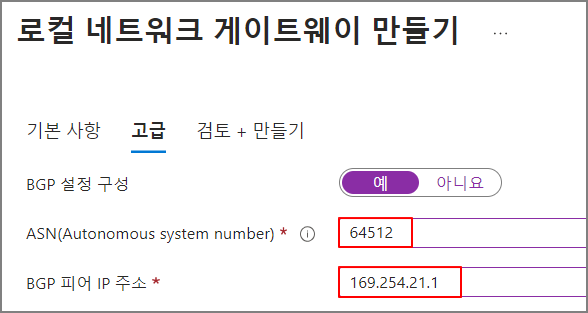 로컬 네트워크 게이트웨이 만들기 ...
기본 사항 고급 검토 + 만들기
BGP 설정 구성 예 아니요
ASN(Autonomous system number) * 64512
BGP 피어 IP 주소 * 169.254.21.1